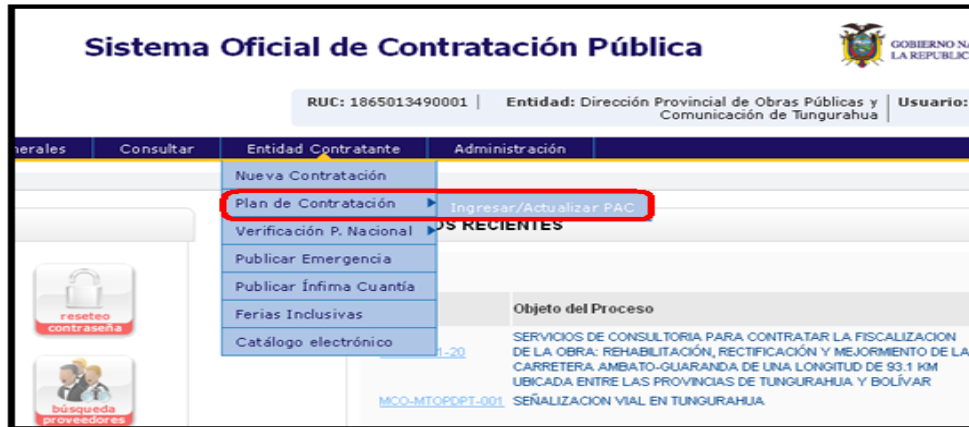 Sistema Oficial de Contratación Pública
GOBIERNO NA
LA REPUBLIC
RUC: 1865013490001 | Entidad: Dirección Provincial de Obras Públicas y
Comunicación de Tungurahua
Usuario:
nerales
Consultar
Entidad Contratante
Administración
Nueva Contratación
Plan de Contratación
Ingresar/Actualizar PAC
Verificación P. Nacional
OS RECIENTES
Publicar Emergencia
Publicar Ínfima Cuantía
Ferias Inclusivas
Catálogo electrónico
reseteo
contraseña
búsqueda
proveedores
Objeto del Proceso
1-20
SERVICIOS DE CONSULTORIA PARA CONTRATAR LA FISCALIZACION
DE LA OBRA: REHABILITACIÓN, RECTIFICACIÓN Y MEJORMIENTO DE LA
CARRETERA AMBATO-GUARANDA DE UNA LONGITUD DE 93.1 KM
UBICADA ENTRE LAS PROVINCIAS DE TUNGURAHUA Y BOLÍVAR
MCO-MTOPDPT-001 SEÑALIZACION VIAL EN TUNGURAHUA